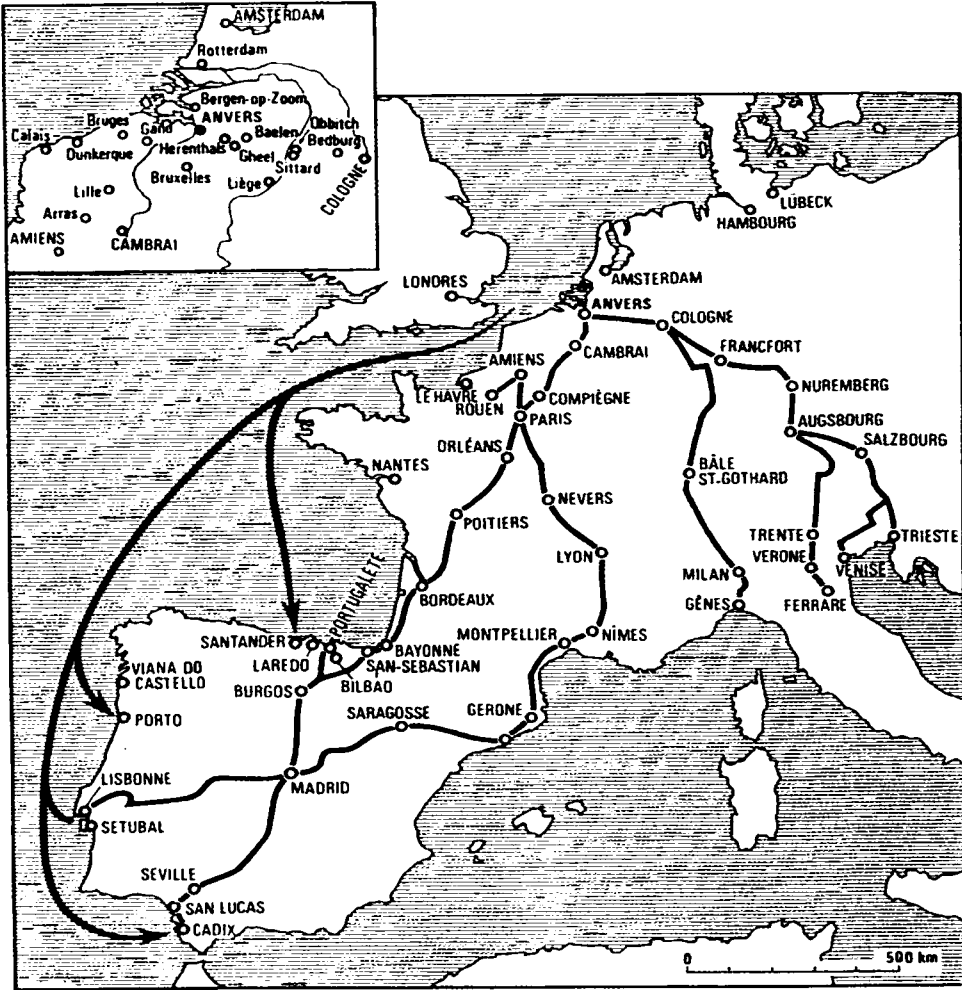 AMSTERDAM
Rotterdam
Bergen-op-Zoom
ANVERS
Bruges
Gand
Calais
Dunkerque
Herenthals
Baelen
Obbitch
Bedburg
Gheel
Sittard
Bruxelles
Liège
COLOGNE
Lille
Arras
AMIENS
CAMBRAI
LÜBECK
HAMBOURG
AMSTERDAM
LONDRES
ANVERS
COLOGNE
CAMBRAI
FRANCFORT
AMIENS
LE HAVRE
ROUEN
COMPIÈGNE
NUREMBERG
PARIS
AUGSBOURG
ORLÉANS
SALZBOURG
NANTES
BÂLE
ST-GOTHARD
NEVERS
POITIERS
TRENTE
TRIESTE
LYON
VERONE
VENISE
MILAN
BORDEAUX
FERRARE
GÊNES
PORTUGALETE
SANTANDER
MONTPELLIER
NÎMES
BAYONNE
LAREDO
SAN-SEBASTIAN
VIANA DO
CASTELLO
BILBAO
BURGOS
GERONE
SARAGOSSE
PORTO
LISBONNE
MADRID
SETUBAL
SEVILLE
SAN LUCAS
CADIX
0 500 km